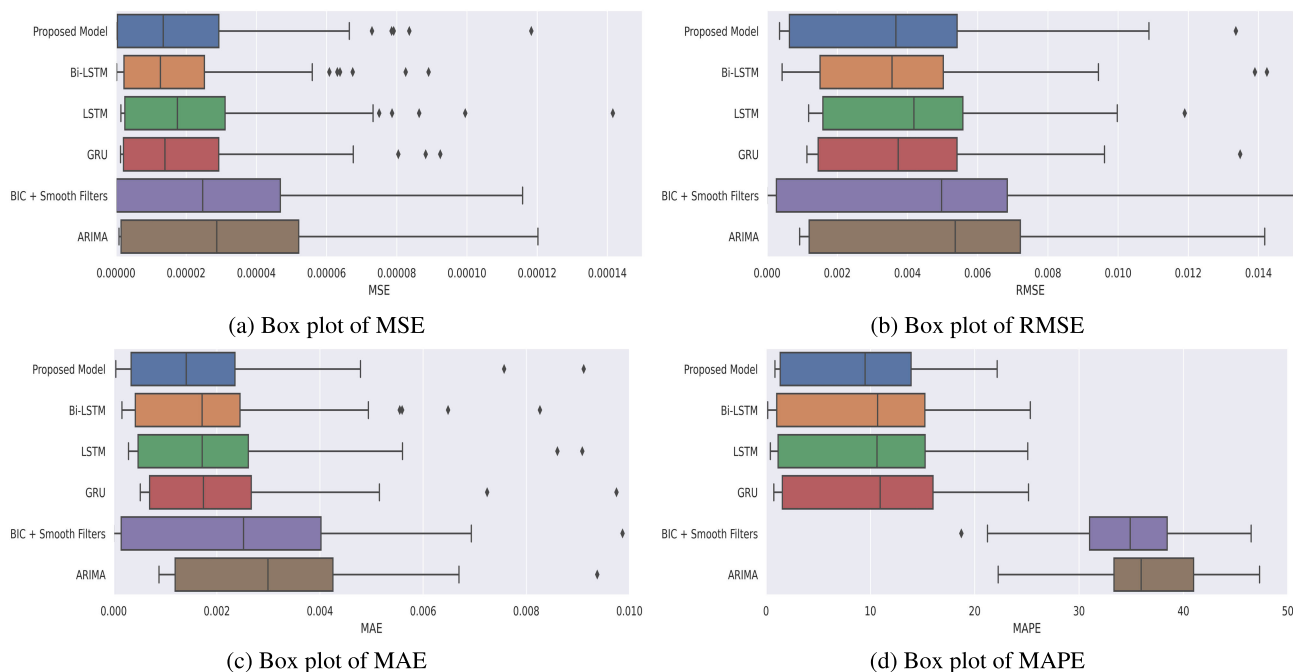 Proposed Model
Bi-LSTM
LSTM
GRU
BIC + Smooth Filters
ARIMA
0.00000 0.00002 0.00004 0.00006 0.00008 0.00010 0.00012 0.00014
MSE
(a) Box plot of MSE
Proposed Model
Bi-LSTM
LSTM
GRU
BIC + Smooth Filters
ARIMA
0.000 0.002 0.004 0.006 0.008 0.010 0.012 0.014
RMSE
(b) Box plot of RMSE
Proposed Model
Bi-LSTM
LSTM
GRU
BIC + Smooth Filters
ARIMA
0.000 0.002 0.004 0.006 0.008 0.010
MAE
(c) Box plot of MAE
Proposed Model
Bi-LSTM
LSTM
GRU
BIC + Smooth Filters
ARIMA
0 10 20 30 40 50
MAPE
(d) Box plot of MAPE